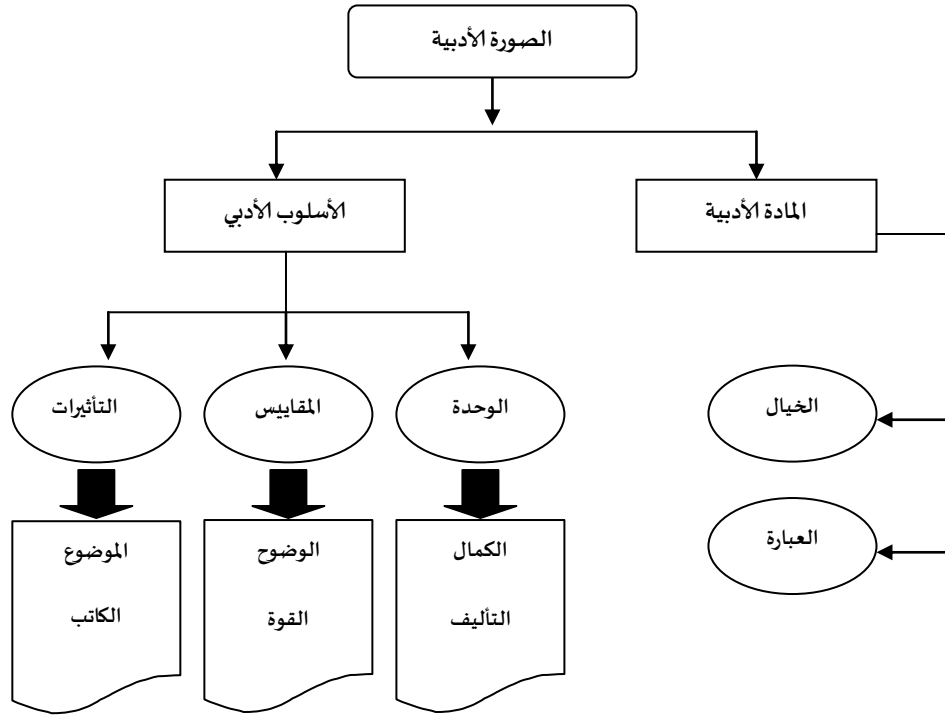 الصورة الأدبية
المادة الأدبية
الأسلوب الأدبي
الخيال
العبارة
الوحدة
المقاييس
التأثيرات
الكمال
التأليف
الوضوح
القوة
الموضوع
الكاتب